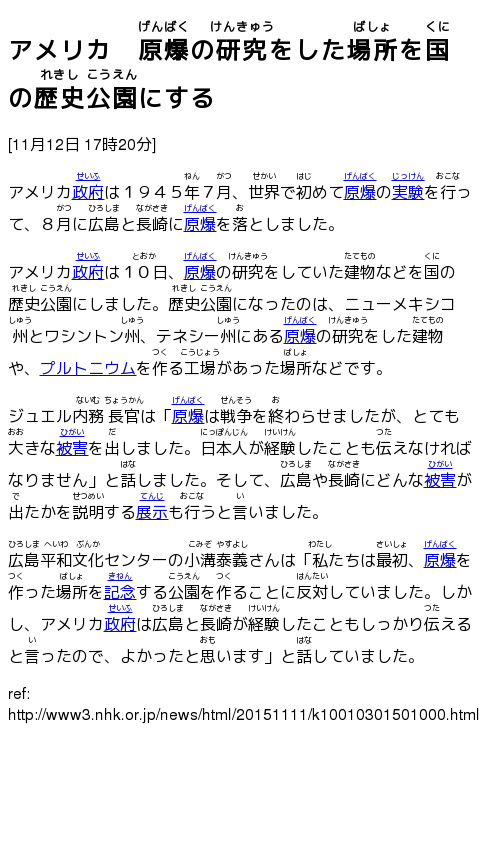 アメリカ　原爆の研究をした場所を国
の歴史公園にする
[11月12日 17時20分]
アメリカ政府は１９４５年７月、世界で初めて原爆の実験を行っ
て、８月に広島と長崎に原爆を落としました。
アメリカ政府は１０日、原爆の研究をしていた建物などを国の
歴史公園にしました。歴史公園になったのは、ニューメキシコ
州とワシントン州、テネシー州にある原爆の研究をした建物
や、プルトニウムを作る工場があった場所などです。
ジュエル内務長官は「原爆は戦争を終わらせましたが、とても
大きな被害を出しました。日本人が経験したことも伝えなければ
なりません」と話しました。そして、広島や長崎にどんな被害が
出たかを説明する展示も行うと言いました。
広島平和文化センターの小溝泰義さんは「私たちは最初、原爆を
作った場所を記念する公園を作ることに反対していました。しか
し、アメリカ政府は広島と長崎が経験したこともしっかり伝える
と言ったので、よかったと思います」と話していました。
ref:
http://www3.nhk.or.jp/news/html/20151111/k10010301501000.html